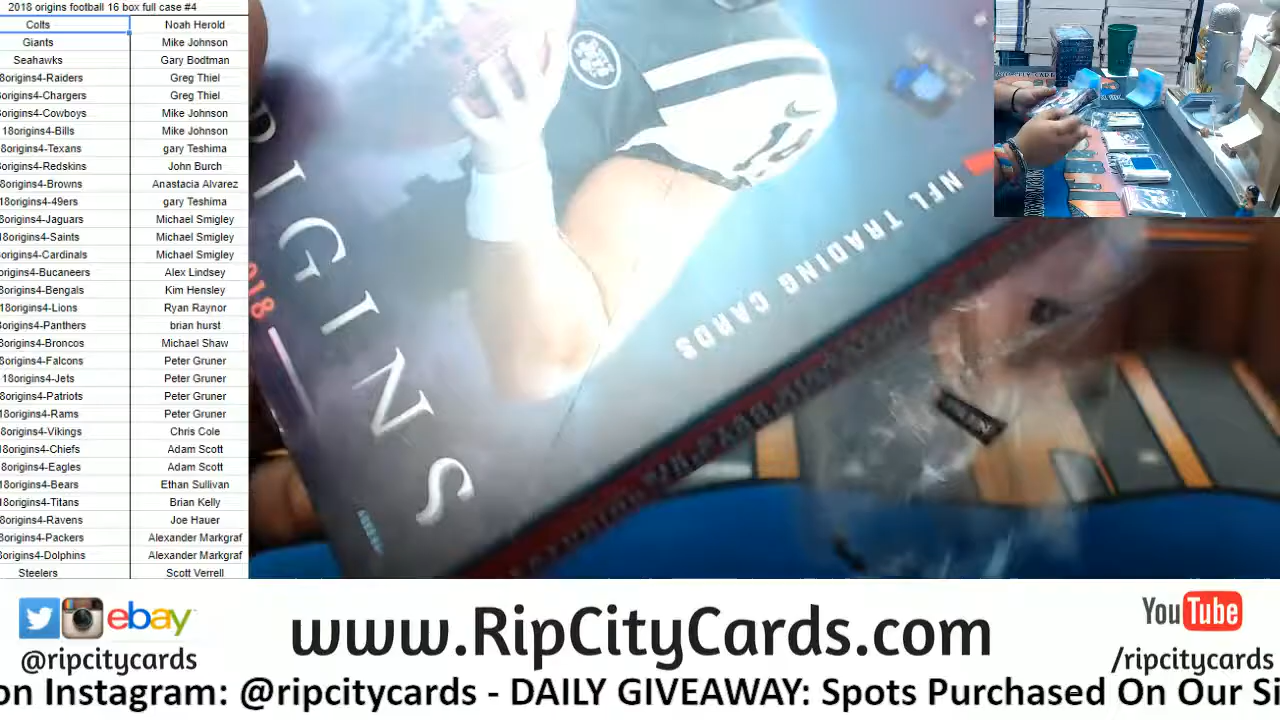 2018 origins football 16 box full case #4
Colts Noah Herold
Giants Mike Johnson
Seahawks Gary Bodtman
8origins4-Raiders Greg Thiel
8origins4-Chargers Greg Thiel
8origins4-Cowboys Mike Johnson
18origins4-Bills Mike Johnson
8origins4-Texans gary Teshima
8origins4-Redskins John Burch
8origins4-Browns Anastacia Alvarez
18origins4-49ers gary Teshima
8origins4-Jaguars Michael Smigley
18origins4-Saints Michael Smigley
8origins4-Cardinals Michael Smigley
origins4-Bucaneers Alex Lindsey
8origins4-Bengals Kim Hensley
18origins4-Lions Ryan Raynor
8origins4-Panthers brian hurst
8origins4-Broncos Michael Shaw
8origins4-Falcons Peter Gruner
18origins4-Jets Peter Gruner
8origins4-Patriots Peter Gruner
18origins4-Rams Peter Gruner
8origins4-Vikings Chris Cole
18origins4-Chiefs Adam Scott
8origins4-Eagles Adam Scott
18origins4-Bears Ethan Sullivan
18origins4-Titans Brian Kelly
8origins4-Ravens Joe Hauer
8origins4-Packers Alexander Markgraf
8origins4-Dolphins Alexander Markgraf
Steelers Scott Verrell
ORIGINS
NFL TRADING CARDS
ebay
@ripcitycards
www.RipCityCards.com
YouTube
/ripcitycards
on Instagram: @ripcitycards - DAILY GIVEAWAY: Spots Purchased On Our Si